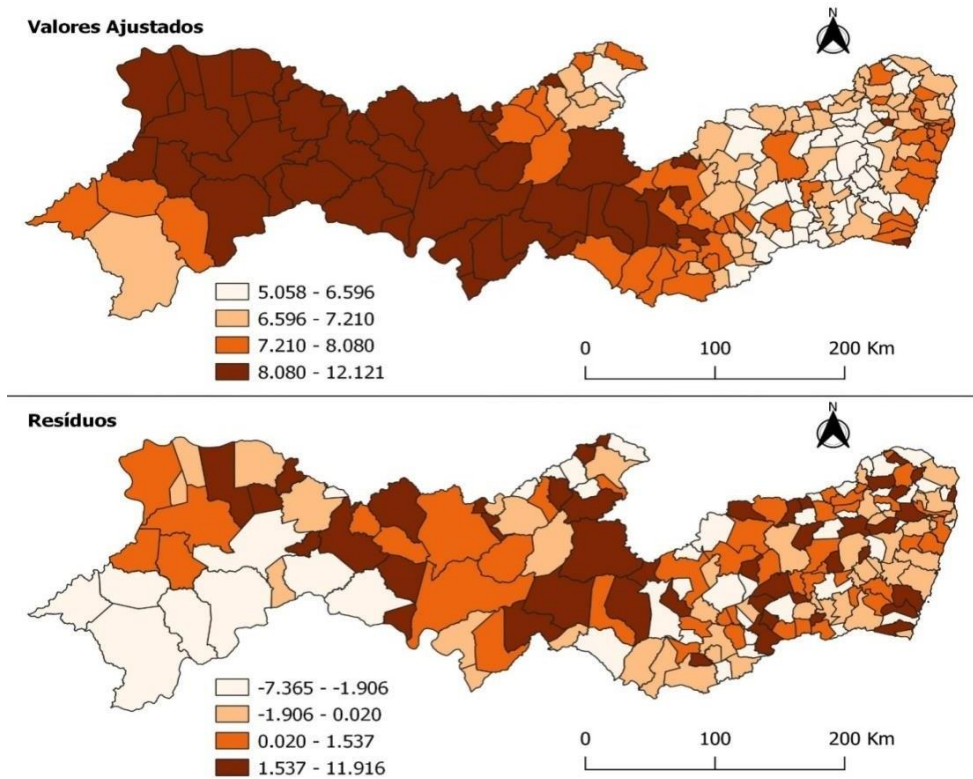 Valores Ajustados
N
5.058 - 6.596
6.596 - 7.210
7.210 - 8.080
8.080 - 12.121
0 100 200 Km
Resíduos
N
-7.365 - -1.906
-1.906 - 0.020
0.020 - 1.537
1.537 - 11.916
0 100 200 Km